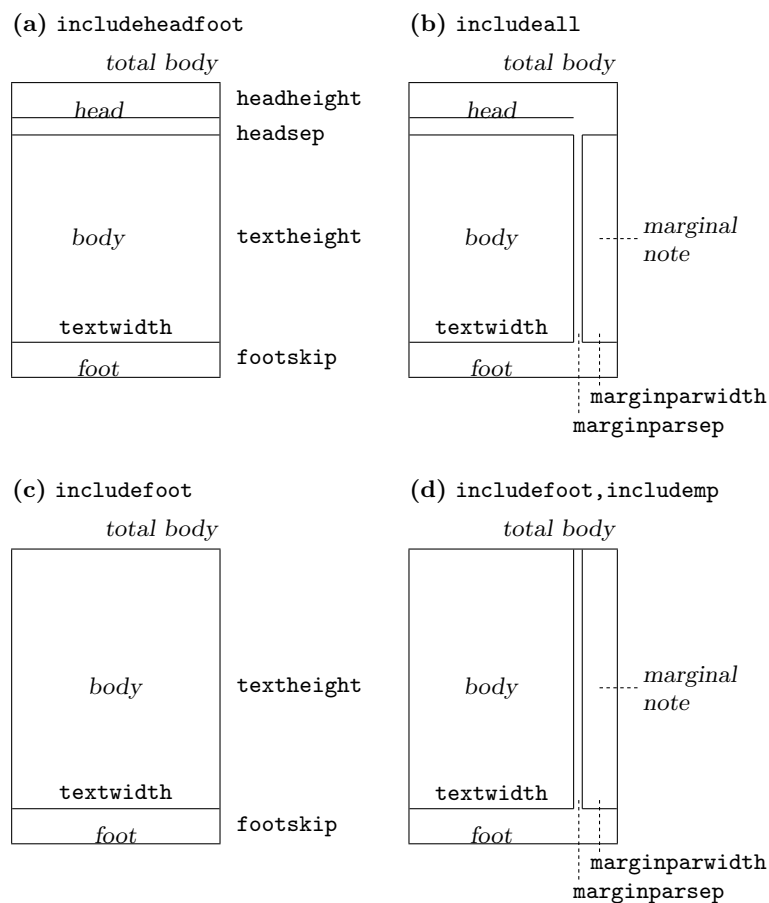 (a) includeheadfoot
total body
head
headheight
headsep
body
textheight
textwidth
foot
footskip
(b) includeall
total body
head
body
marginal
note
textwidth
foot
marginparwidth
marginparsep
(c) includefoot
total body
body
textheight
textwidth
foot
footskip
(d) includefoot,includemp
total body
body
marginal
note
textwidth
foot
marginparwidth
marginparsep